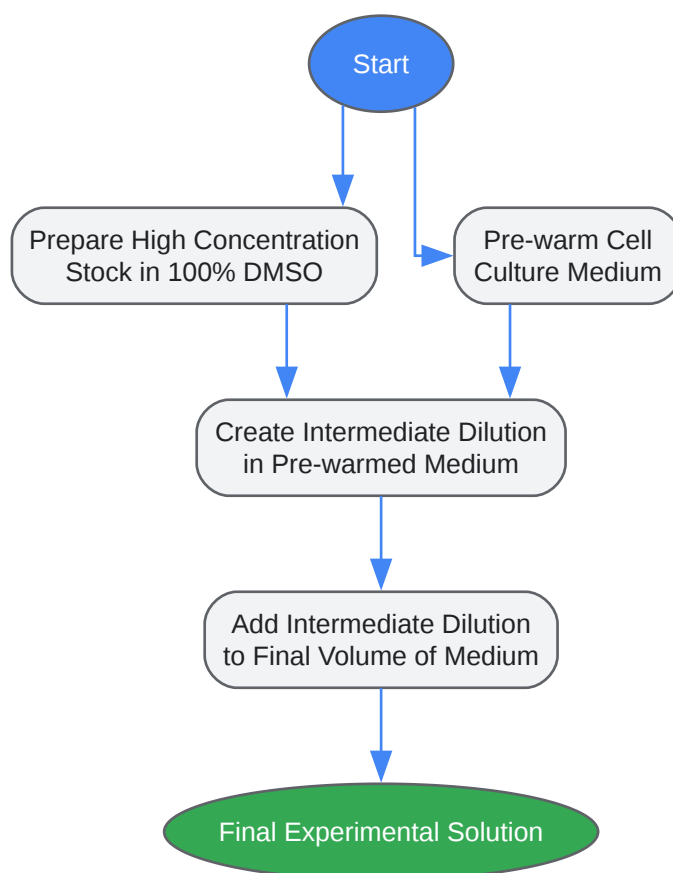 Start
Prepare High Concentration
Stock in 100% DMSO
Pre-warm Cell
Culture Medium
Create Intermediate Dilution
in Pre-warmed Medium
Add Intermediate Dilution
to Final Volume of Medium
Final Experimental Solution